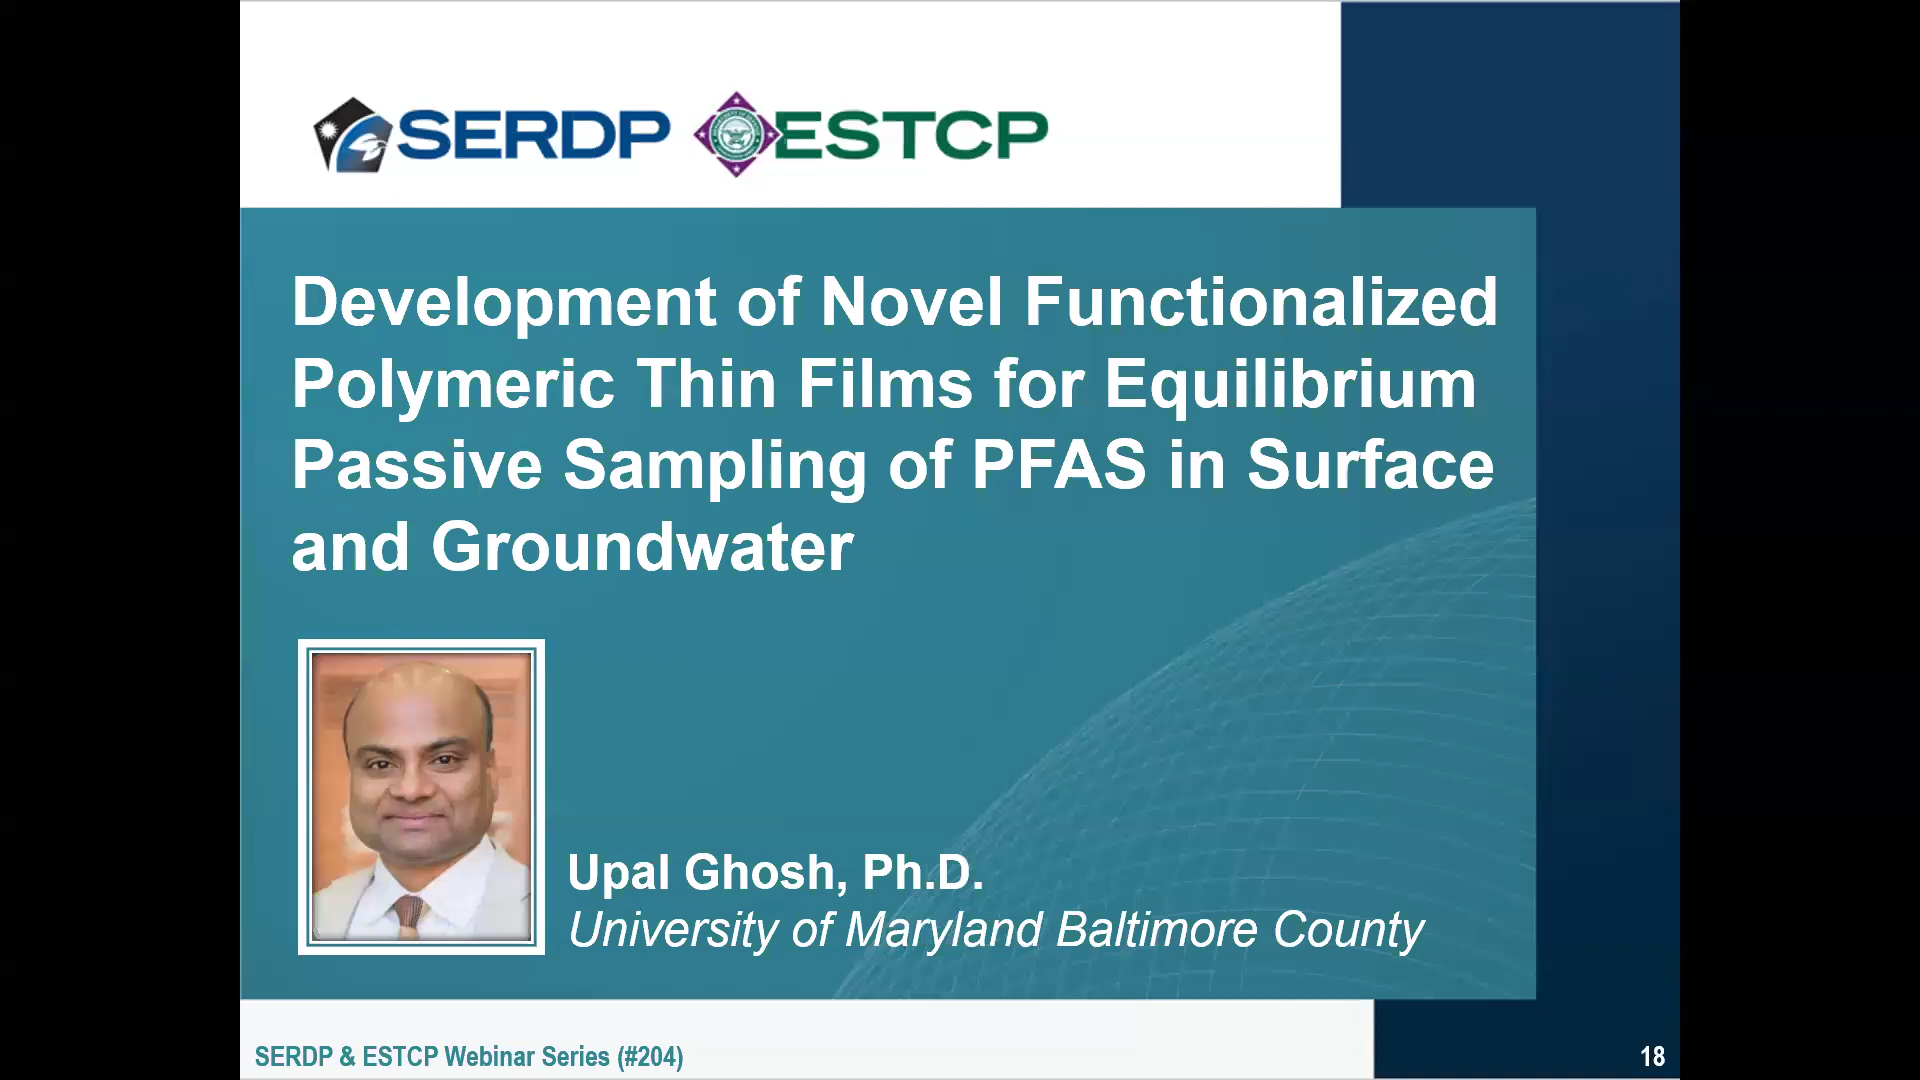 SERDP ESTCP
Development of Novel Functionalized
Polymeric Thin Films for Equilibrium
Passive Sampling of PFAS in Surface
and Groundwater
Upal Ghosh, Ph.D.
University of Maryland Baltimore County
SERDP & ESTCP Webinar Series (#204)
18